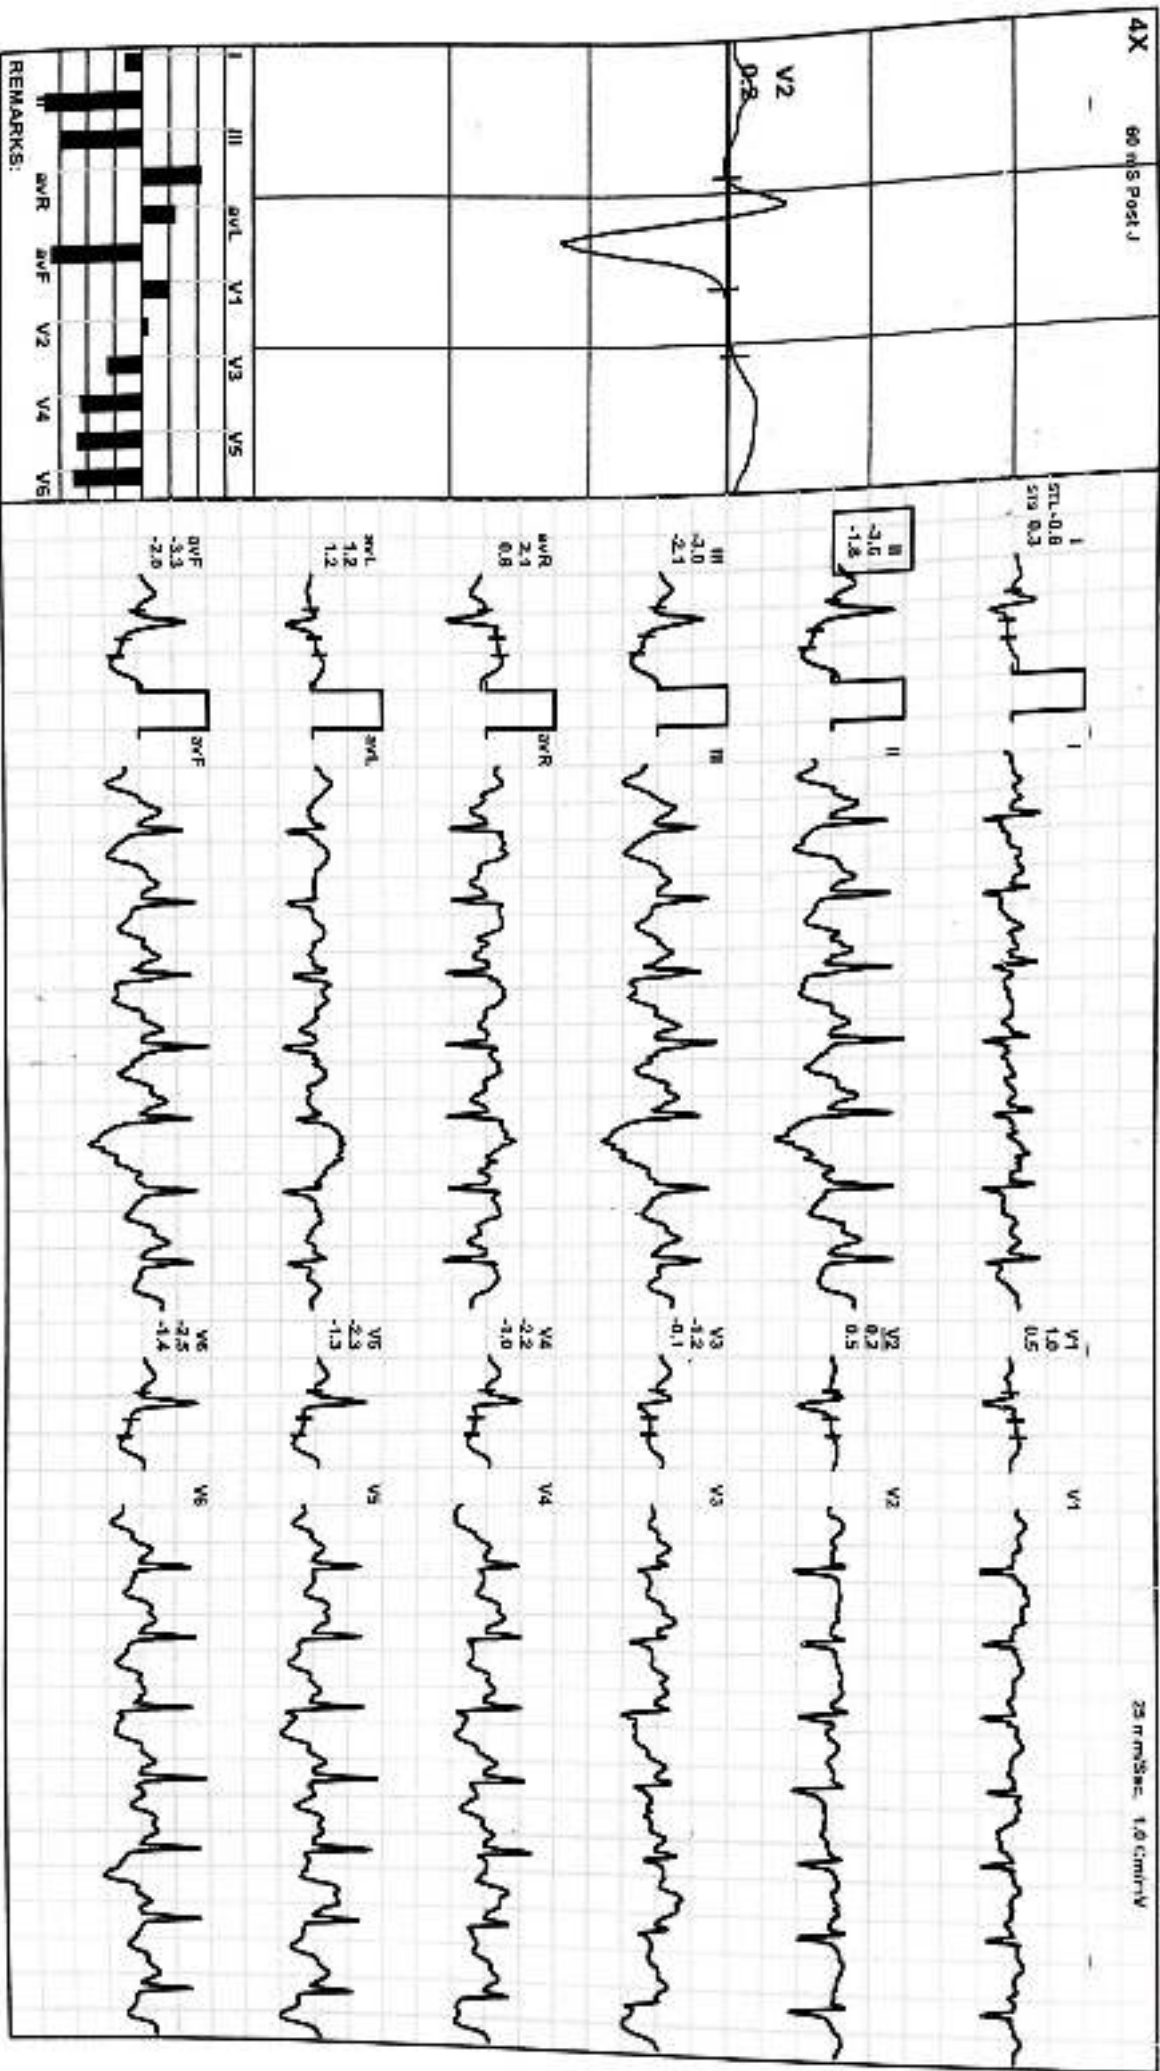 4X
60 mS Post J
25 mm/Sec. 1.0 Cm/mV
V2
0.2
I III avL V1 V3 V5
II avR avF V2 V4 V6
REMARKS:
I
STL -0.6
STS 0.3
I
V1
1.0
0.5
V1
II
-3.5
-1.8
II
V2
0.2
0.5
V2
III
-3.0
-2.1
III
V3
-1.2
-0.1
V3
avR
2.1
0.8
avR
V4
-2.2
-1.0
V4
avL
1.2
1.2
avL
V5
-2.3
-1.3
V5
avF
-3.3
-2.0
avF
V6
-2.5
-1.4
V6